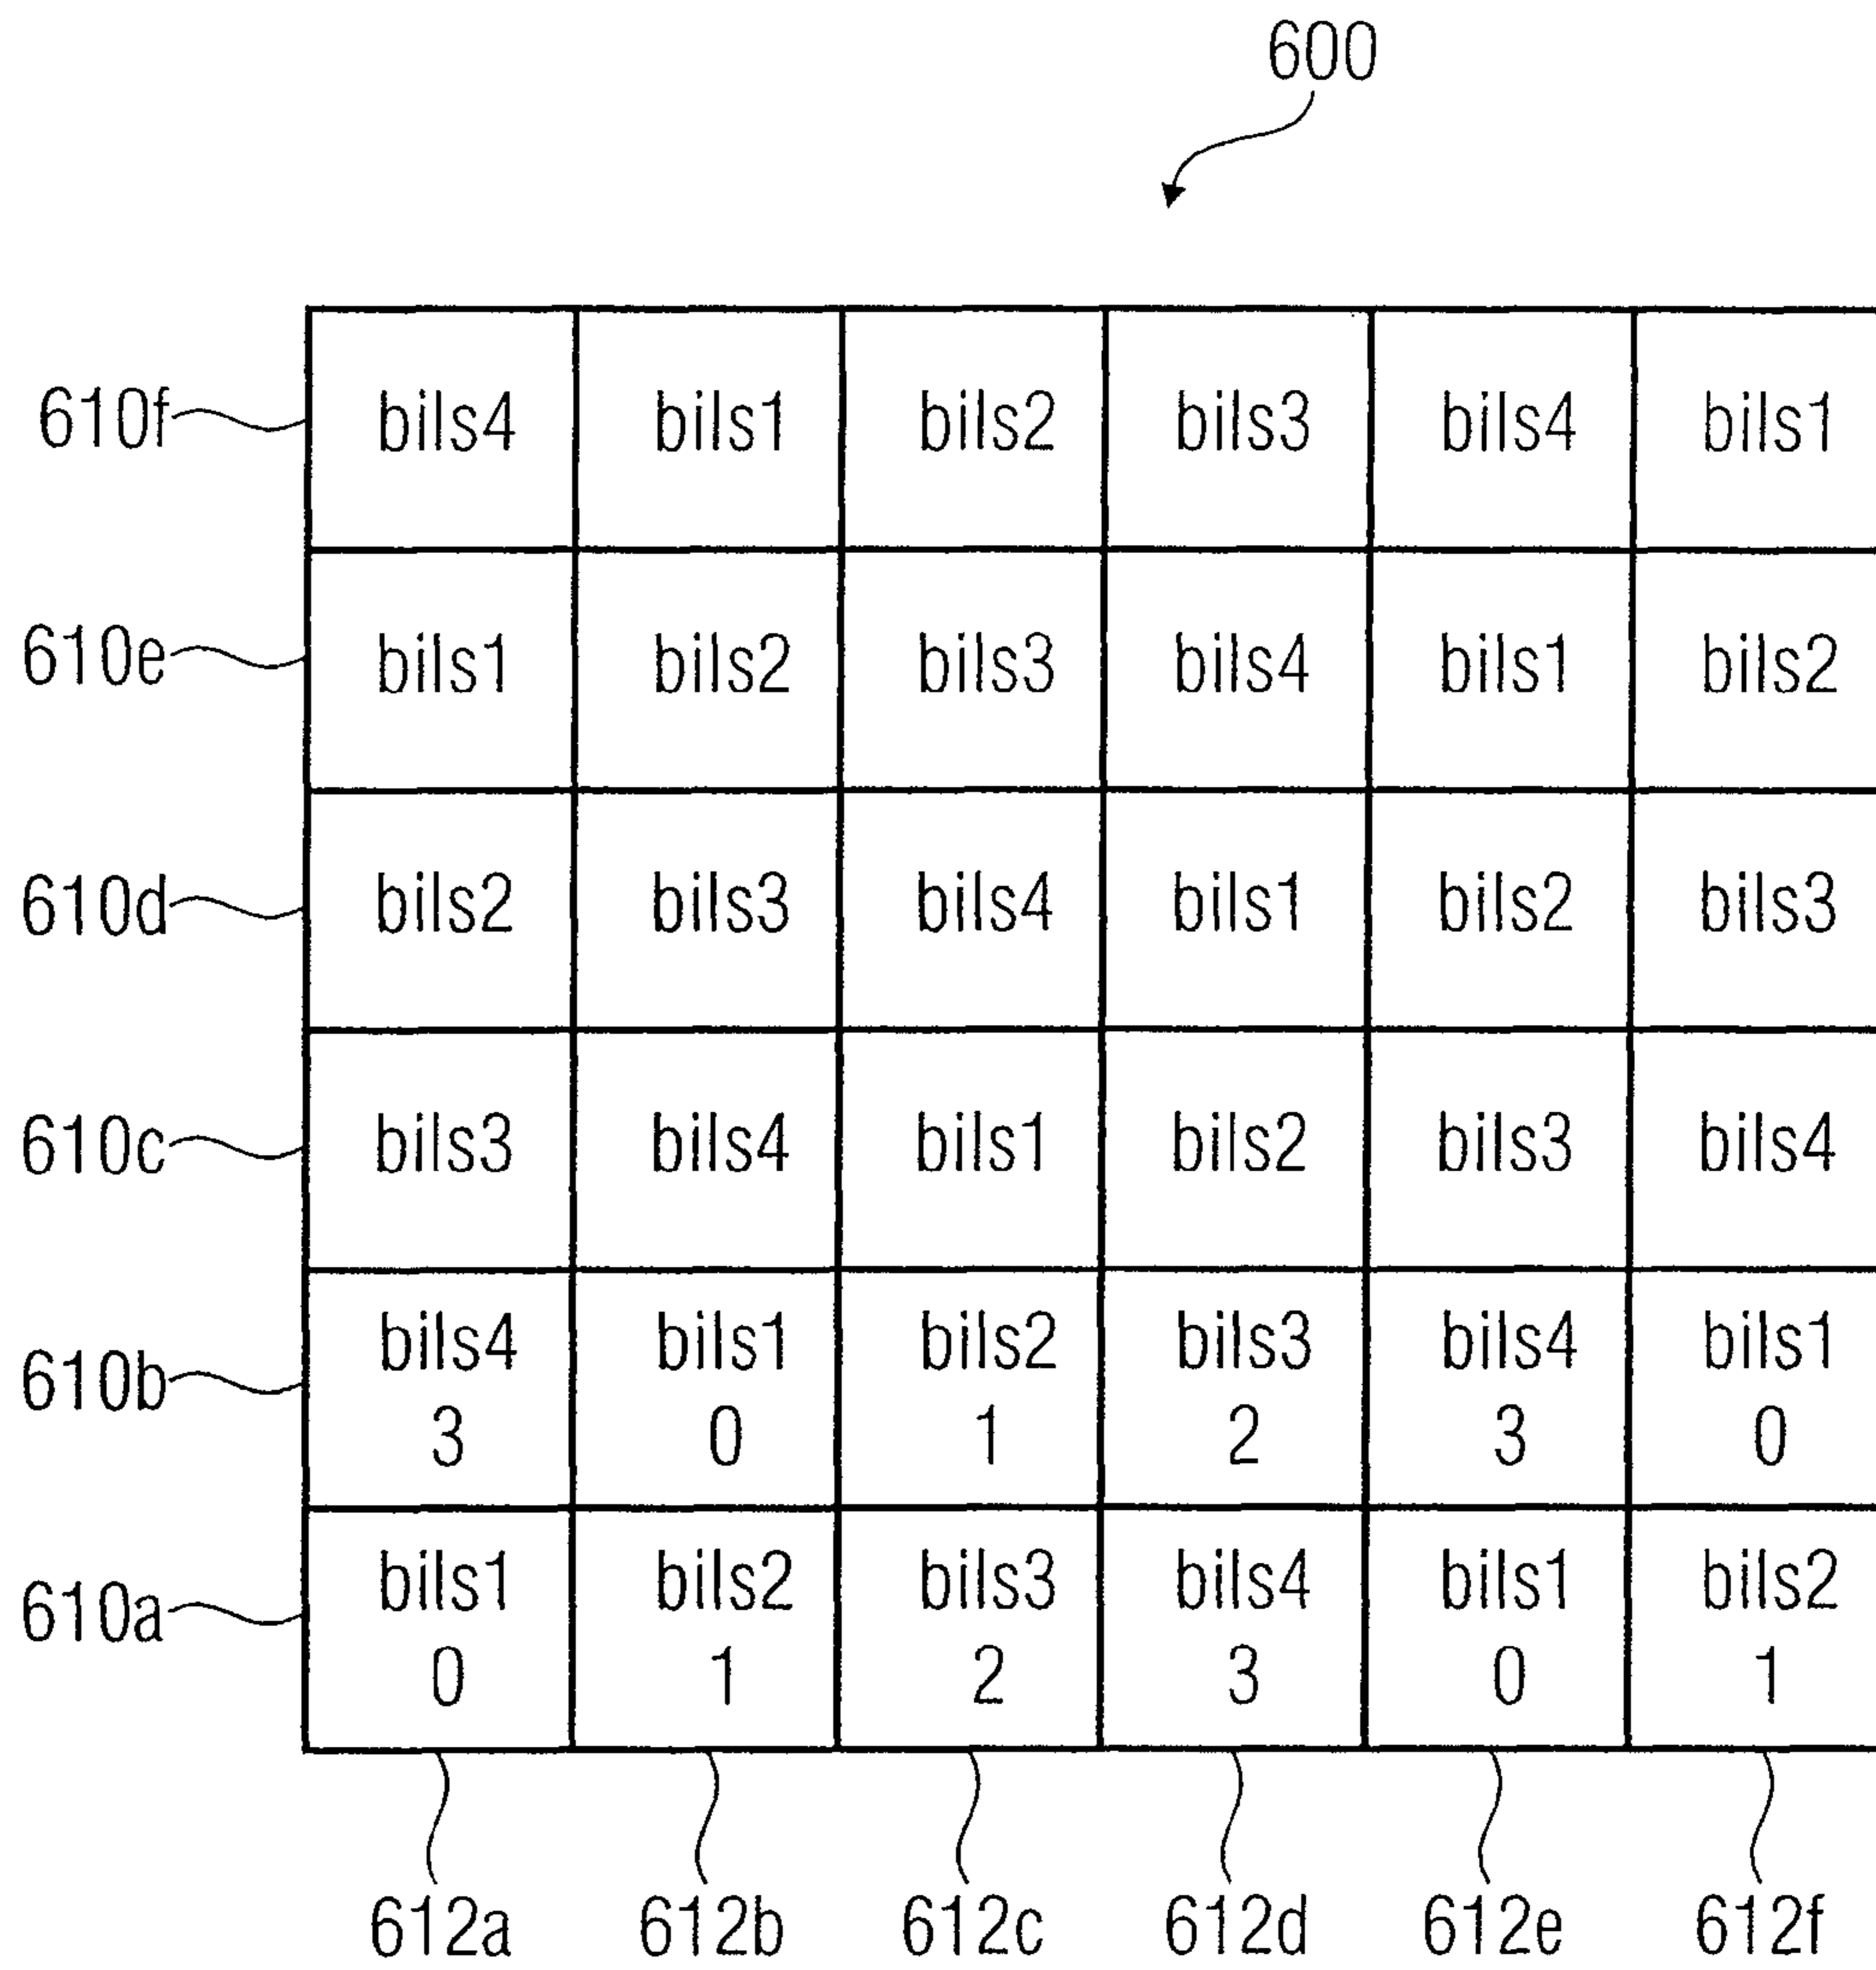 600
610f bils4 bils1 bils2 bils3 bils4 bils1
610e bils1 bils2 bils3 bils4 bils1 bils2
610d bils2 bils3 bils4 bils1 bils2 bils3
610c bils3 bils4 bils1 bils2 bils3 bils4
610b bils4 bils1 bils2 bils3 bils4 bils1
3 0 1 2 3 0
610a bils1 bils2 bils3 bils4 bils1 bils2
0 1 2 3 0 1
612a 612b 612c 612d 612e 612f